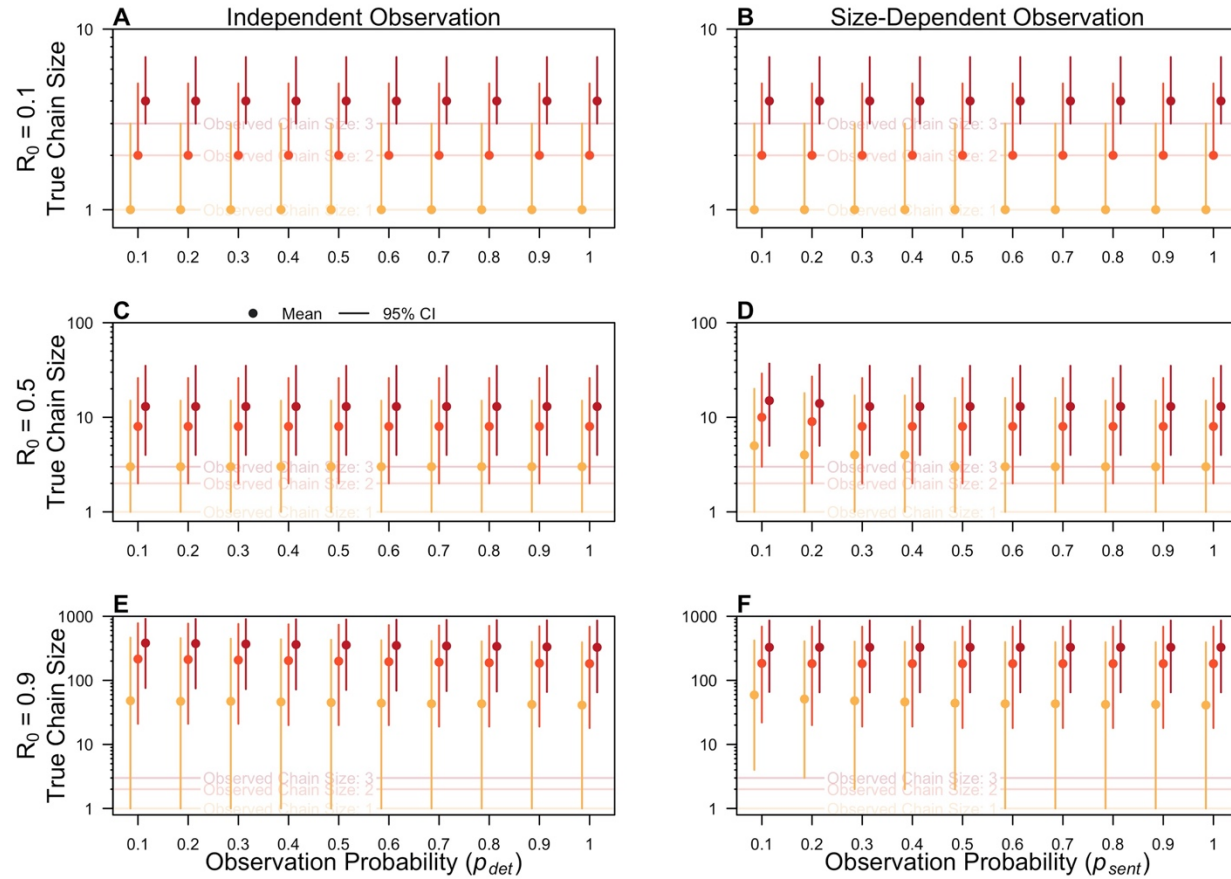 A Independent Observation
B Size-Dependent Observation
R0 = 0.1
True Chain Size
10
1
Observed Chain Size: 3
Observed Chain Size: 2
Observed Chain Size: 1
0.1 0.2 0.3 0.4 0.5 0.6 0.7 0.8 0.9 1
10
1
Observed Chain Size: 3
Observed Chain Size: 2
Observed Chain Size: 1
0.1 0.2 0.3 0.4 0.5 0.6 0.7 0.8 0.9 1
C
Mean 95% CI
D
R0 = 0.5
True Chain Size
100
10
1
Observed Chain Size: 3
Observed Chain Size: 2
Observed Chain Size: 1
0.1 0.2 0.3 0.4 0.5 0.6 0.7 0.8 0.9 1
100
10
1
Observed Chain Size: 3
Observed Chain Size: 2
Observed Chain Size: 1
0.1 0.2 0.3 0.4 0.5 0.6 0.7 0.8 0.9 1
E
F
R0 = 0.9
True Chain Size
1000
100
10
1
Observed Chain Size: 3
Observed Chain Size: 2
Observed Chain Size: 1
0.1 0.2 0.3 0.4 0.5 0.6 0.7 0.8 0.9 1
Observation Probability (pdet)
1000
100
10
1
Observed Chain Size: 3
Observed Chain Size: 2
Observed Chain Size: 1
0.1 0.2 0.3 0.4 0.5 0.6 0.7 0.8 0.9 1
Observation Probability (psent)